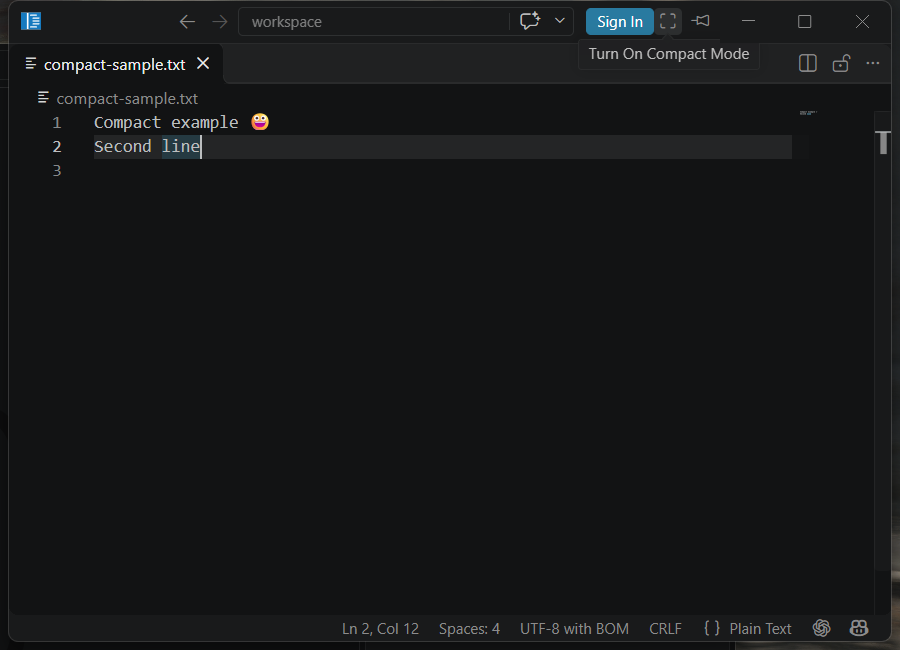 workspace
Sign In
Turn On Compact Mode
compact-sample.txt
compact-sample.txt
1 Compact example 😀
2 Second line
3
Ln 2, Col 12 Spaces: 4 UTF-8 with BOM CRLF { } Plain Text